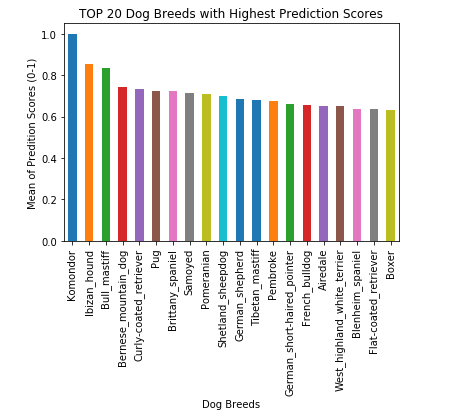 TOP 20 Dog Breeds with Highest Prediction Scores
Mean of Predition Scores (0-1)
1.0
0.8
0.6
0.4
0.2
0.0
Komondor
Ibizan_hound
Bull_mastiff
Bernese_mountain_dog
Curly-coated_retriever
Pug
Brittany_spaniel
Samoyed
Pomeranian
Shetland_sheepdog
German_shepherd
Tibetan_mastiff
Pembroke
German_short-haired_pointer
French_bulldog
Airedale
West_highland_white_terrier
Blenheim_spaniel
Flat-coated_retriever
Boxer
Dog Breeds